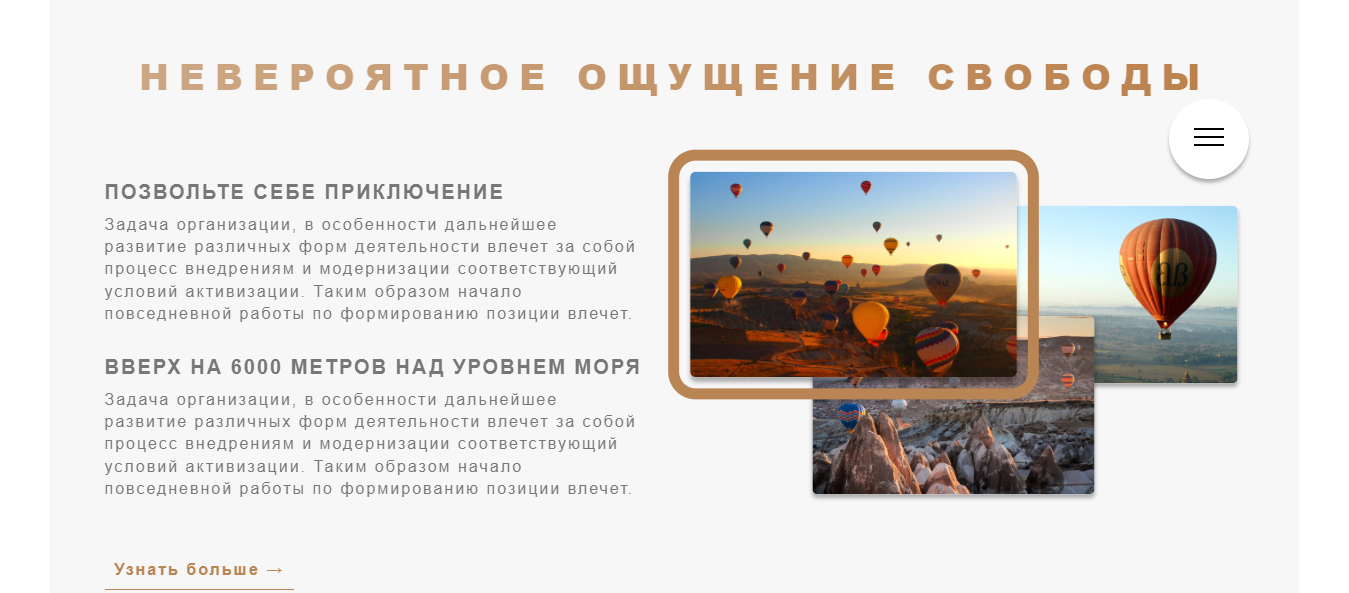 НЕВЕРОЯТНОЕ ОЩУЩЕНИЕ СВОБОДЫ
ПОЗВОЛЬТЕ СЕБЕ ПРИКЛЮЧЕНИЕ
Задача организации, в особенности дальнейшее
развитие различных форм деятельности влечет за собой
процесс внедрениям и модернизации соответствующий
условий активизации. Таким образом начало
повседневной работы по формированию позиции влечет.
ВВЕРХ НА 6000 МЕТРОВ НАД УРОВНЕМ МОРЯ
Задача организации, в особенности дальнейшее
развитие различных форм деятельности влечет за собой
процесс внедрениям и модернизации соответствующий
условий активизации. Таким образом начало
повседневной работы по формированию позиции влечет.
Узнать больше →